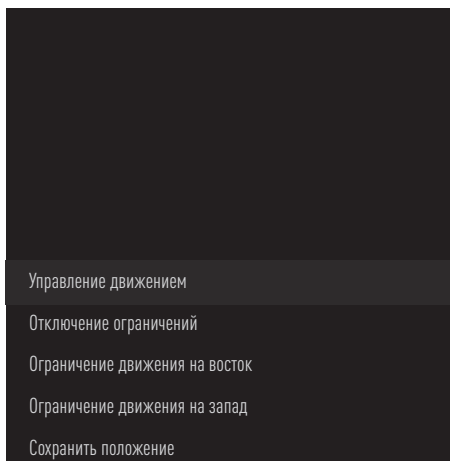 Управление движением
Отключение ограничений
Ограничение движения на восток
Ограничение движения на запад
Сохранить положение